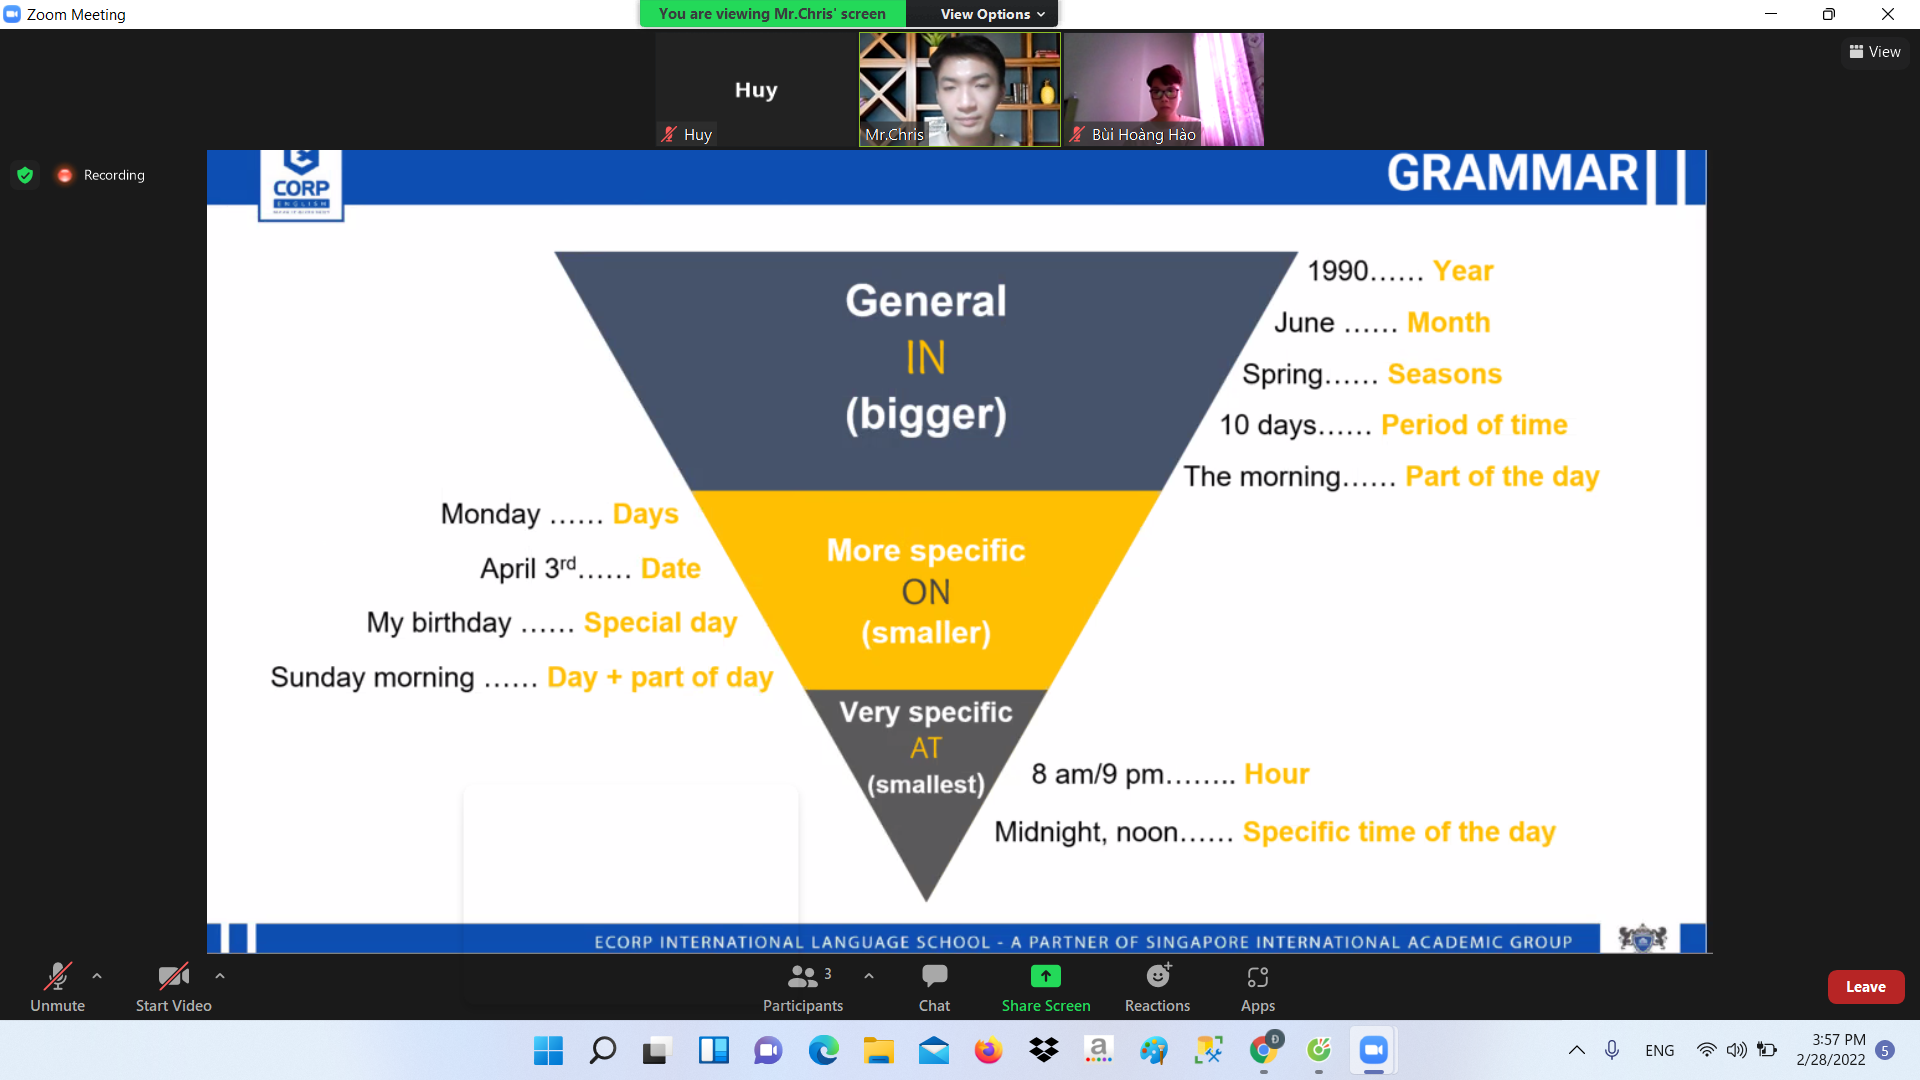 Zoom Meeting
You are viewing Mr.Chris' screen
View Options
View
Huy
Huy
Mr.Chris
Bùi Hoàng Hào
Recording
CORP
ENGLISH
GRAMMAR
General
IN
(bigger)
1990…… Year
June …… Month
Spring…… Seasons
10 days…… Period of time
The morning…… Part of the day
Monday …… Days
April 3rd…… Date
My birthday …… Special day
Sunday morning …… Day + part of day
More specific
ON
(smaller)
Very specific
AT
(smallest)
8 am/9 pm…….. Hour
Midnight, noon…… Specific time of the day
ECORP INTERNATIONAL LANGUAGE SCHOOL - A PARTNER OF SINGAPORE INTERNATIONAL ACADEMIC GROUP
Unmute
Start Video
3
Participants
Chat
Share Screen
Reactions
Apps
Leave
a
Đ
ENG
3:57 PM
2/28/2022
5